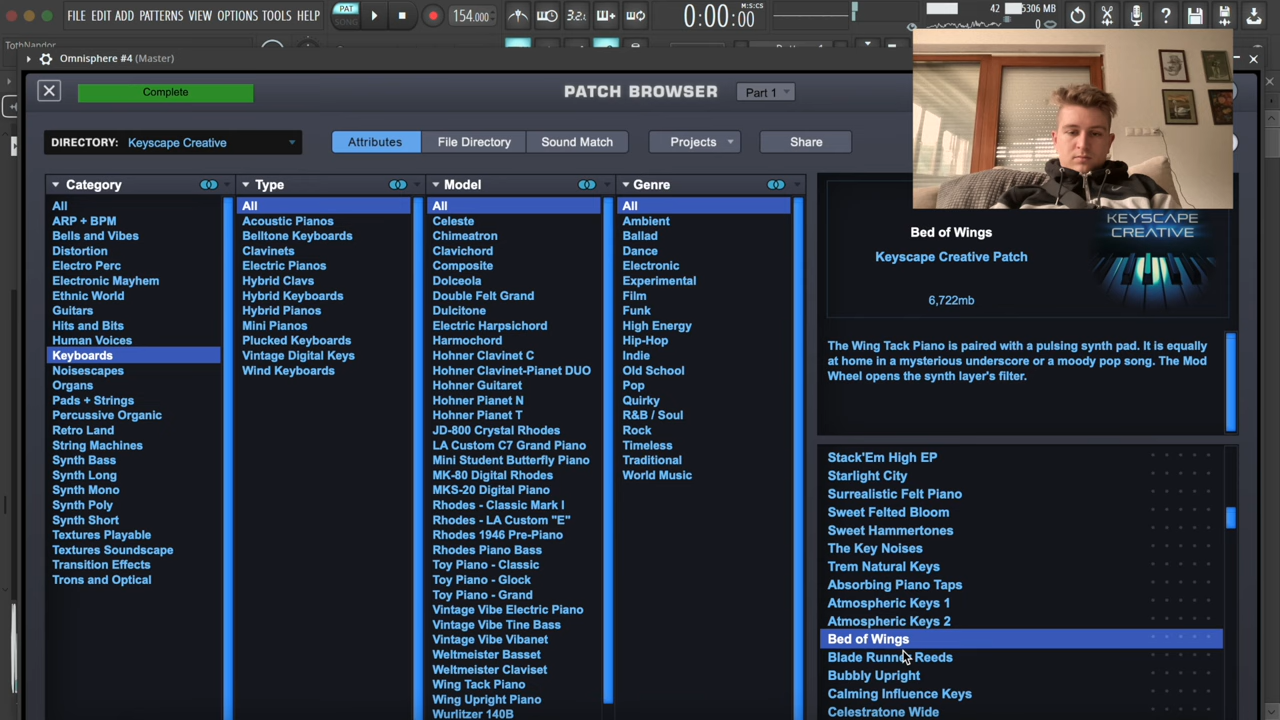 FILE EDIT ADD PATTERNS VIEW OPTIONS TOOLS HELP
PAT
SONG
154.000
3.2.
0:00:00
M:S:CS
42
5306 MB
0
TothNandor
Omnisphere #4 (Master)
Complete
PATCH BROWSER
Part 1
DIRECTORY: Keyscape Creative
Attributes
File Directory
Sound Match
Projects
Share
Category
All
ARP + BPM
Bells and Vibes
Distortion
Electro Perc
Electronic Mayhem
Ethnic World
Guitars
Hits and Bits
Human Voices
Keyboards
Noisescapes
Organs
Pads + Strings
Percussive Organic
Retro Land
String Machines
Synth Bass
Synth Long
Synth Mono
Synth Poly
Synth Short
Textures Playable
Textures Soundscape
Transition Effects
Trons and Optical
Type
All
Acoustic Pianos
Belltone Keyboards
Clavinets
Electric Pianos
Hybrid Clavs
Hybrid Keyboards
Hybrid Pianos
Mini Pianos
Plucked Keyboards
Vintage Digital Keys
Wind Keyboards
Model
All
Celeste
Chimeatron
Clavichord
Composite
Dolceola
Double Felt Grand
Dulcitone
Electric Harpsichord
Harmochord
Hohner Clavinet C
Hohner Clavinet-Pianet DUO
Hohner Guitaret
Hohner Pianet N
Hohner Pianet T
JD-800 Crystal Rhodes
LA Custom C7 Grand Piano
Mini Student Butterfly Piano
MK-80 Digital Rhodes
MKS-20 Digital Piano
Rhodes - Classic Mark I
Rhodes - LA Custom "E"
Rhodes 1946 Pre-Piano
Rhodes Piano Bass
Toy Piano - Classic
Toy Piano - Glock
Toy Piano - Grand
Vintage Vibe Electric Piano
Vintage Vibe Tine Bass
Vintage Vibe Vibanet
Weltmeister Basset
Weltmeister Claviset
Wing Tack Piano
Wing Upright Piano
Wurlitzer 140B
Genre
All
Ambient
Ballad
Dance
Electronic
Experimental
Film
Funk
High Energy
Hip-Hop
Indie
Old School
Pop
Quirky
R&B / Soul
Rock
Timeless
Traditional
World Music
Bed of Wings
Keyscape Creative Patch
6,722mb
KEYSCAPE
CREATIVE
The Wing Tack Piano is paired with a pulsing synth pad. It is equally
at home in a mysterious underscore or a moody pop song. The Mod
Wheel opens the synth layer's filter.
Stack'Em High EP
Starlight City
Surrealistic Felt Piano
Sweet Felted Bloom
Sweet Hammertones
The Key Noises
Trem Natural Keys
Absorbing Piano Taps
Atmospheric Keys 1
Atmospheric Keys 2
Bed of Wings
Blade Runner Reeds
Bubbly Upright
Calming Influence Keys
Celestratone Wide